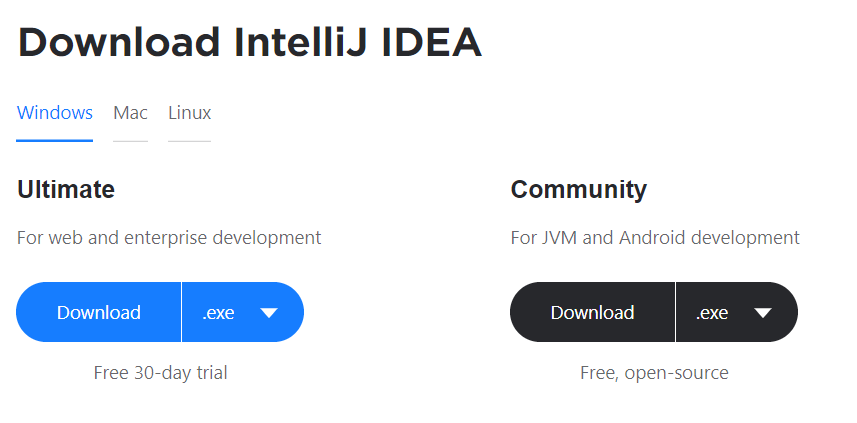 Download IntelliJ IDEA
Windows Mac Linux
Ultimate
For web and enterprise development
Download .exe
Free 30-day trial
Community
For JVM and Android development
Download .exe
Free, open-source